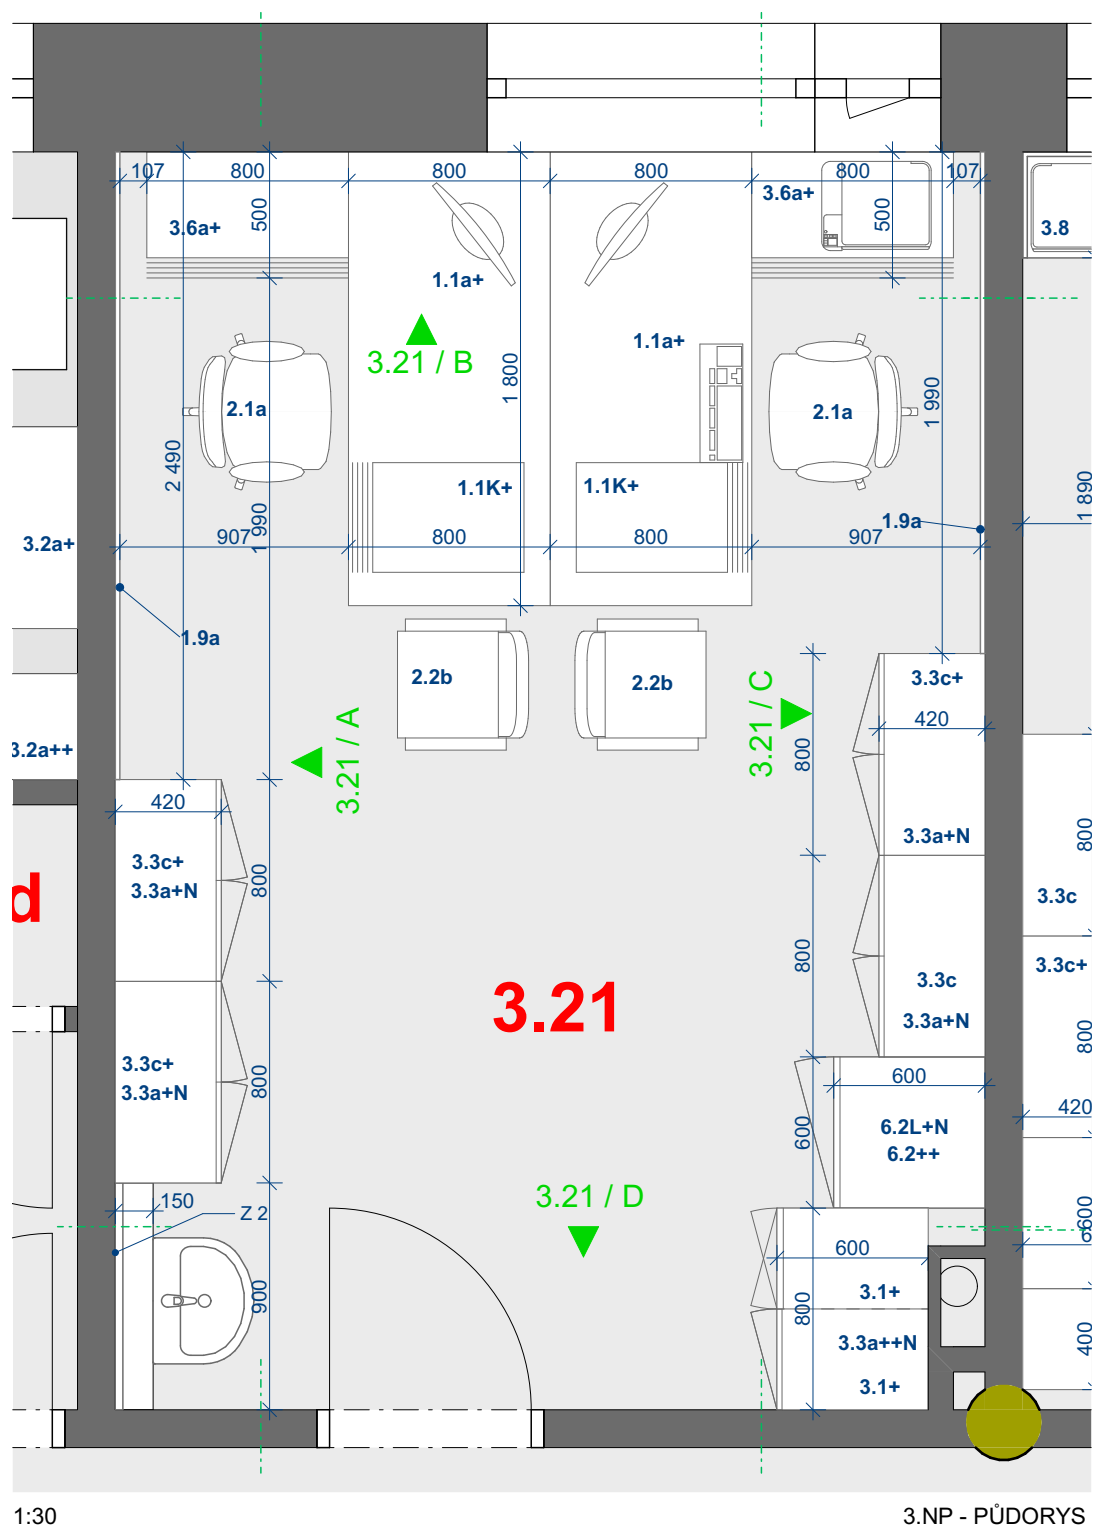 107
800
800
800
800
107
3.6a+
500
1.1a+
3.6a+
500
3.8
3.21 / B
1 800
1.1a+
2.1a
2.1a
1 990
2 490
1.1K+
1.1K+
1 890
3.2a+
907
1 990
800
800
907
1.9a
1.9a
2.2b
2.2b
3.21 / C
3.3c+
420
3.2a++
3.21 / A
800
420
3.3a+N
800
3.3c+
3.3a+N
800
d
3.3c
800
3.3c+
3.21
3.3c
3.3a+N
800
3.3c+
3.3a+N
800
600
420
600
6.2L+N
6.2++
150
Z 2
3.21 / D
600
600
900
3.1+
800
3.3a++N
400
3.1+
1:30
3.NP - PŮDORYS